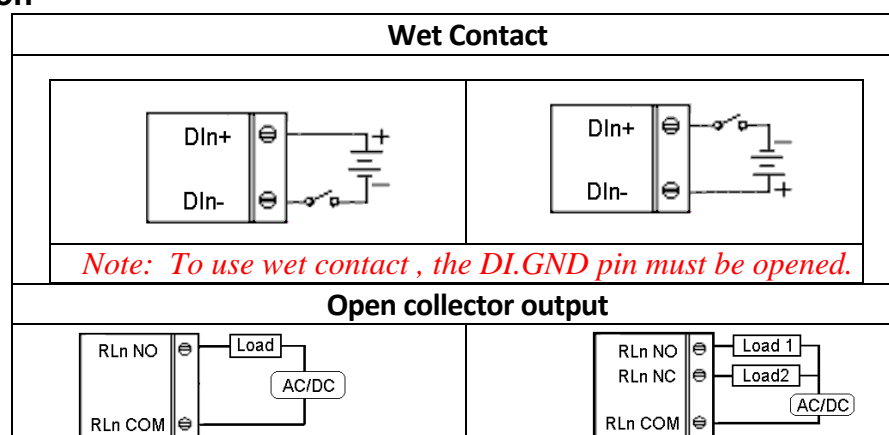 Wet Contact
DIn+
+
DIn-
−
DIn+
−
DIn-
+
Note: To use wet contact , the DI.GND pin must be opened.
Open collector output
RLn NO
Load
AC/DC
RLn COM
RLn NO
Load 1
RLn NC
Load2
AC/DC
RLn COM